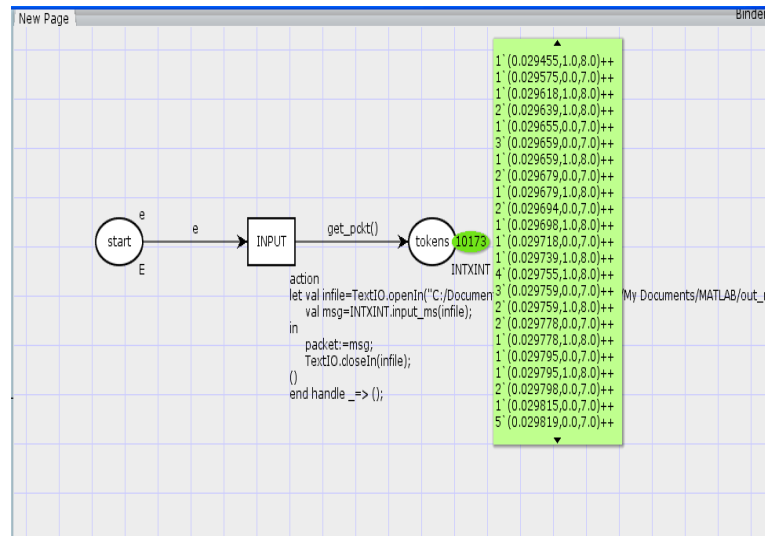 New Page
Binder
1`(0.029455,1.0,8.0)++
1`(0.029575,0.0,7.0)++
1`(0.029618,1.0,8.0)++
2`(0.029639,1.0,8.0)++
1`(0.029655,0.0,7.0)++
3`(0.029659,0.0,7.0)++
1`(0.029659,1.0,8.0)++
2`(0.029679,0.0,7.0)++
1`(0.029679,1.0,8.0)++
2`(0.029694,0.0,7.0)++
1`(0.029698,1.0,8.0)++
1`(0.029718,0.0,7.0)++
1`(0.029739,1.0,8.0)++
4`(0.029755,1.0,8.0)++
3`(0.029759,0.0,7.0)++
2`(0.029759,1.0,8.0)++
2`(0.029778,0.0,7.0)++
1`(0.029778,1.0,8.0)++
1`(0.029795,0.0,7.0)++
1`(0.029795,1.0,8.0)++
2`(0.029798,0.0,7.0)++
1`(0.029815,0.0,7.0)++
5`(0.029819,0.0,7.0)++
e
e
get_pckt()
start
INPUT
tokens
10173
E
INTXINT
action
let val infile=TextIO.openIn("C:/Documen /My Documents/MATLAB/out_
val msg=INTXINT.input_ms(infile);
in
packet:=msg;
TextIO.closeIn(infile);
()
end handle _=> ();